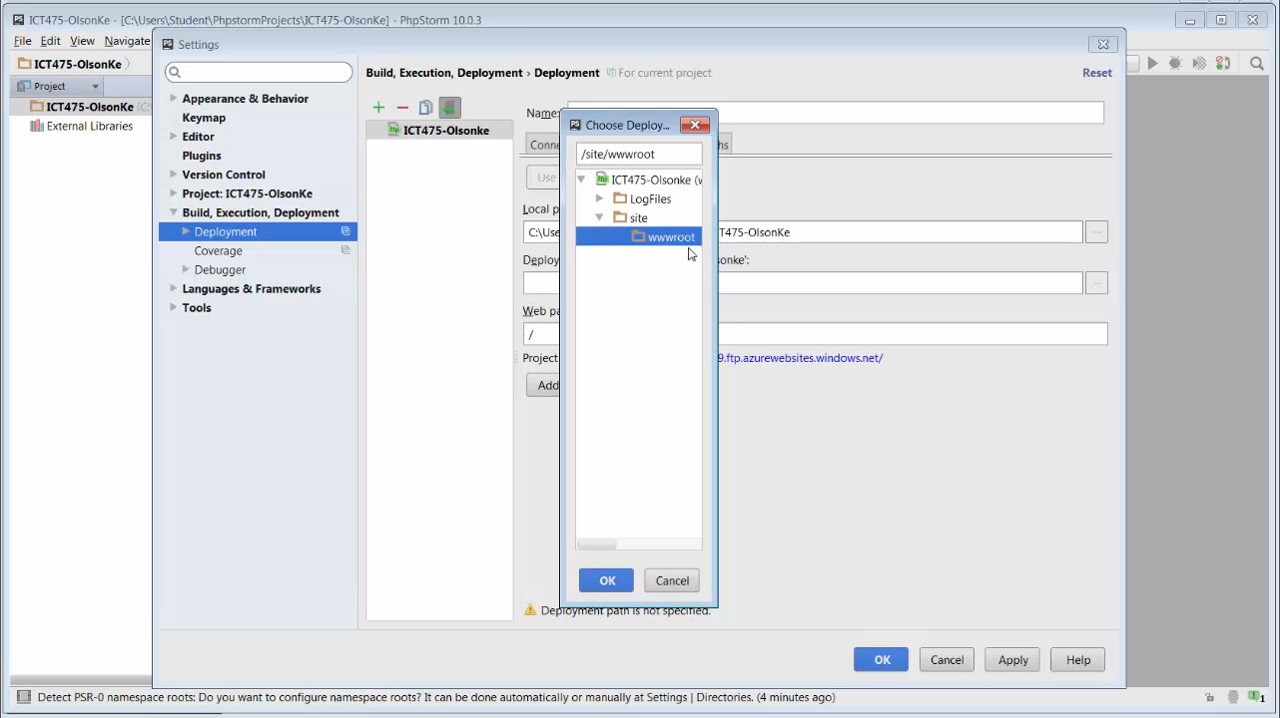 ICT475-OlsonKe - [C:\Users\Student\PhpstormProjects\ICT475-OlsonKe] - PhpStorm 10.0.3
File Edit View Navigate
Settings
ICT475-OlsonKe
Build, Execution, Deployment › Deployment For current project
Reset
Project
ICT475-OlsonKe
External Libraries
Appearance & Behavior
Keymap
Editor
Plugins
Version Control
Project: ICT475-OlsonKe
Build, Execution, Deployment
Deployment
Coverage
Debugger
Languages & Frameworks
Tools
ICT475-Olsonke
Name:
Conne
hs
Use
Local p
C:\Use
T475-OlsonKe
Deploy
sonke':
Web pa
/
Project
9.ftp.azurewebsites.windows.net/
Add
Choose Deploy...
/site/wwwroot
ICT475-Olsonke (w
LogFiles
site
wwwroot
OK Cancel
Deployment path is not specified.
OK Cancel Apply Help
Detect PSR-0 namespace roots: Do you want to configure namespace roots? It can be done automatically or manually at Settings | Directories. (4 minutes ago)
1